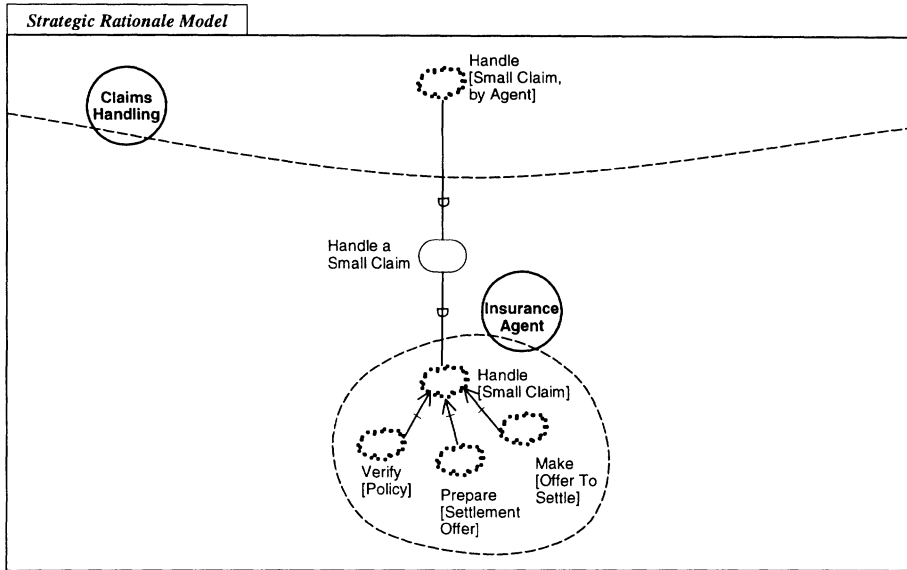 Strategic Rationale Model
Handle
[Small Claim,
by Agent]
Claims
Handling
Handle a
Small Claim
Insurance
Agent
Handle
[Small Claim]
Verify
[Policy]
Prepare
[Settlement
Offer]
Make
[Offer To
Settle]